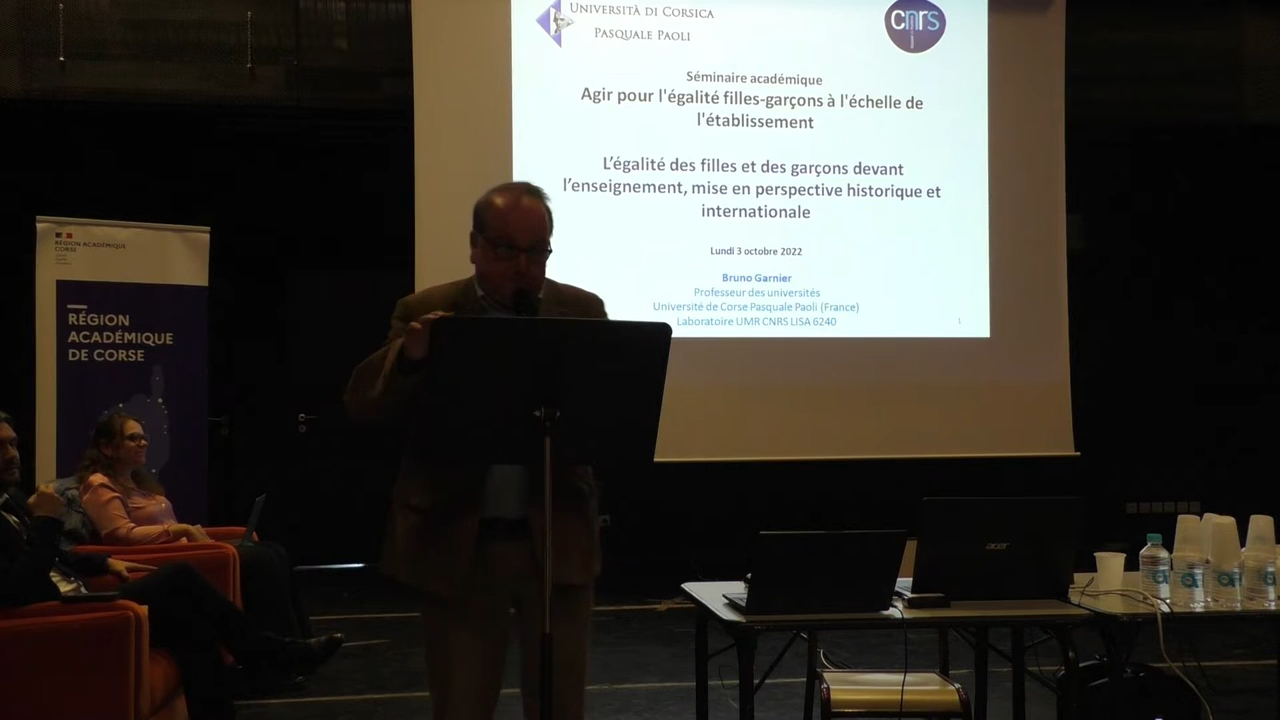 UNIVERSITÀ DI CORSICA
PASQUALE PAOLI
cnrs
Séminaire académique
Agir pour l'égalité filles-garçons à l'échelle de
l'établissement
L’égalité des filles et des garçons devant
l’enseignement, mise en perspective historique et
internationale
Lundi 3 octobre 2022
Bruno Garnier
Professeur des universités
Université de Corse Pasquale Paoli (France)
Laboratoire UMR CNRS LISA 6240
1
RÉGION ACADÉMIQUE
CORSE
RÉGION
ACADÉMIQUE
DE CORSE
acer